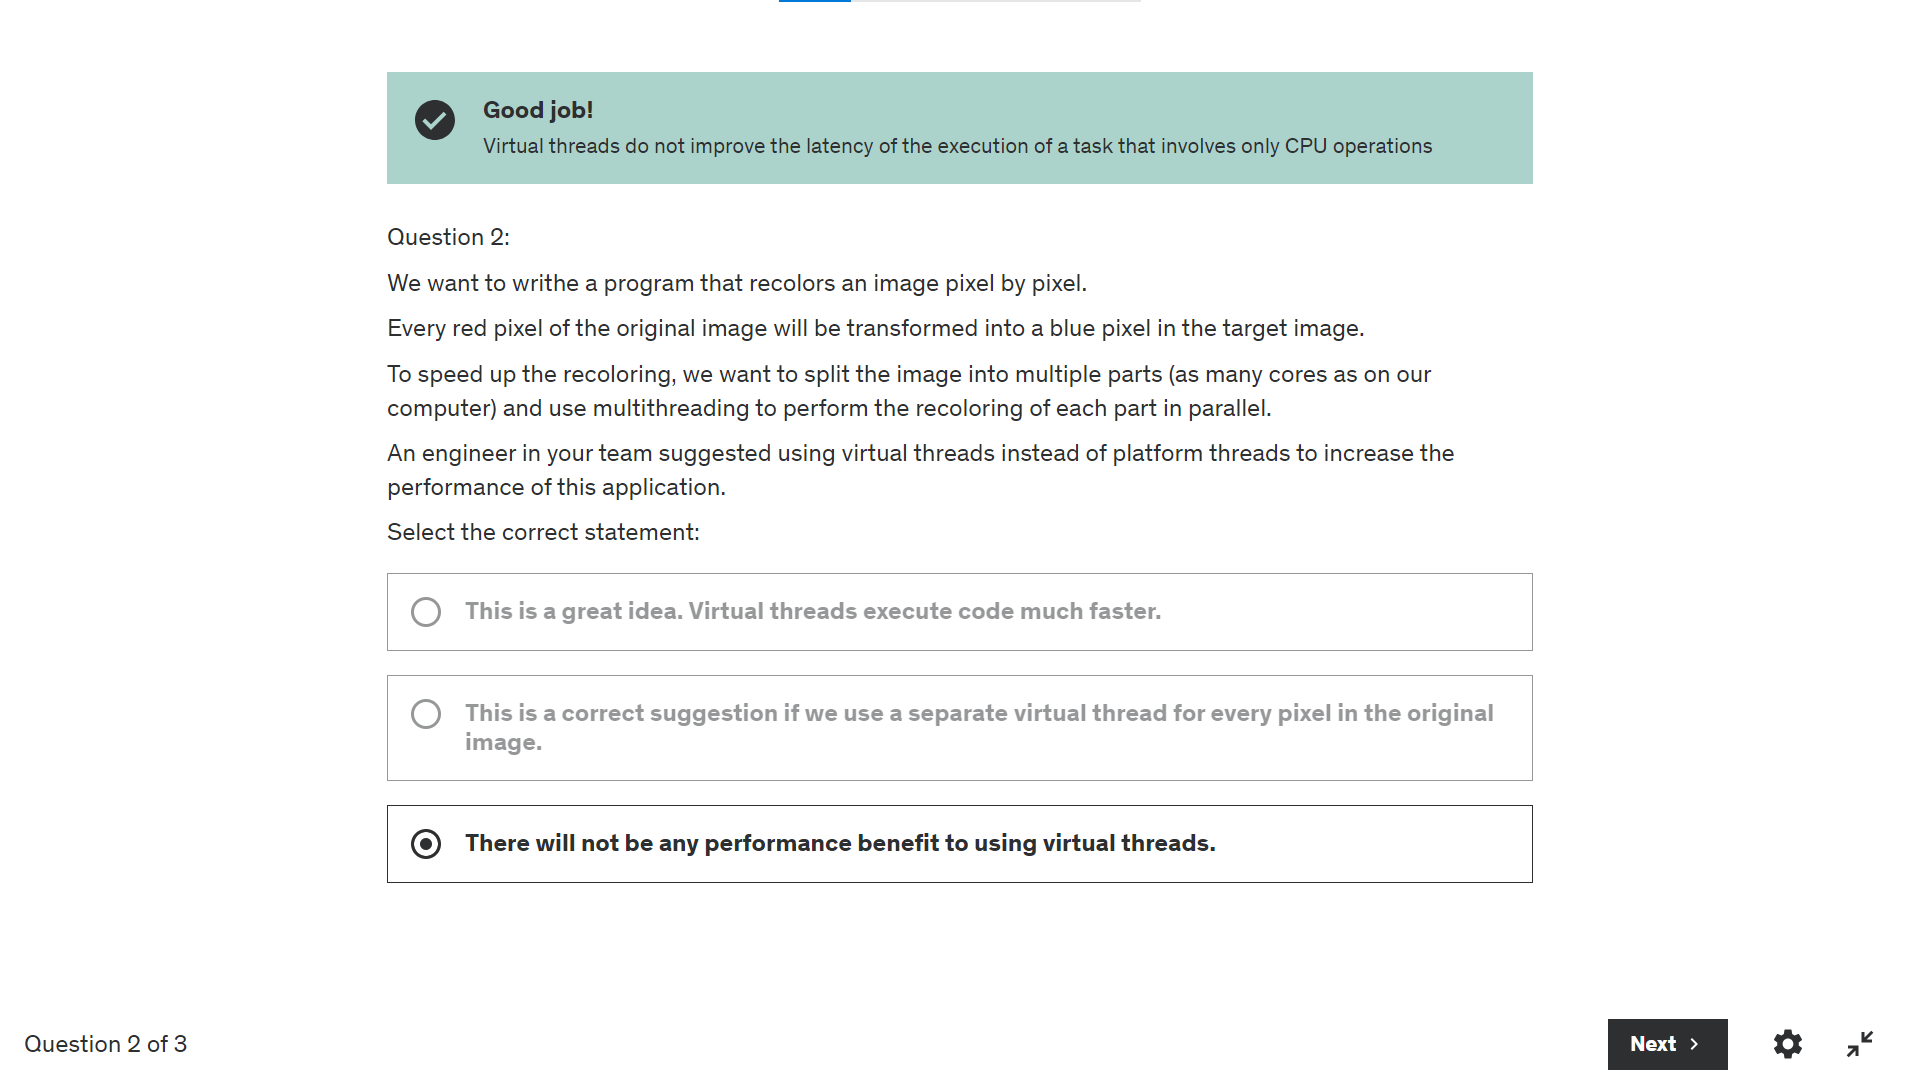 Good job!
Virtual threads do not improve the latency of the execution of a task that involves only CPU operations
Question 2:
We want to writhe a program that recolors an image pixel by pixel.
Every red pixel of the original image will be transformed into a blue pixel in the target image.
To speed up the recoloring, we want to split the image into multiple parts (as many cores as on our
computer) and use multithreading to perform the recoloring of each part in parallel.
An engineer in your team suggested using virtual threads instead of platform threads to increase the
performance of this application.
Select the correct statement:
This is a great idea. Virtual threads execute code much faster.
This is a correct suggestion if we use a separate virtual thread for every pixel in the original
image.
There will not be any performance benefit to using virtual threads.
Question 2 of 3
Next